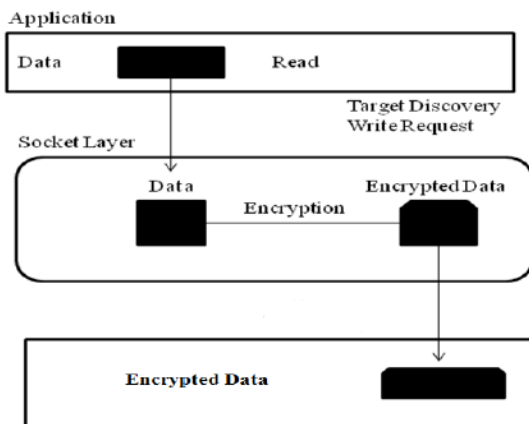 Application
Data Read
Target Discovery
Write Request
Socket Layer
Data Encrypted Data
Encryption
Encrypted Data